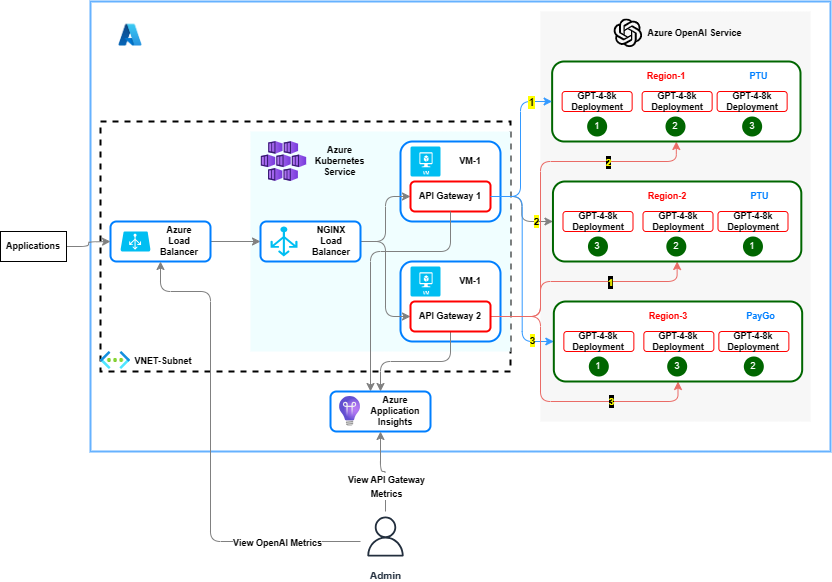 Azure OpenAI Service
Region-1
PTU
GPT-4-8k
Deployment
GPT-4-8k
Deployment
GPT-4-8k
Deployment
1
2
3
1
2
Azure
Kubernetes
Service
VM-1
VM
API Gateway 1
Region-2
PTU
GPT-4-8k
Deployment
GPT-4-8k
Deployment
GPT-4-8k
Deployment
3
2
1
2
1
Applications
Azure
Load
Balancer
NGINX
Load
Balancer
VM-1
VM
API Gateway 2
Region-3
PayGo
GPT-4-8k
Deployment
GPT-4-8k
Deployment
GPT-4-8k
Deployment
1
3
2
3
3
VNET-Subnet
Azure
Application
Insights
View API Gateway
Metrics
View OpenAI Metrics
Admin